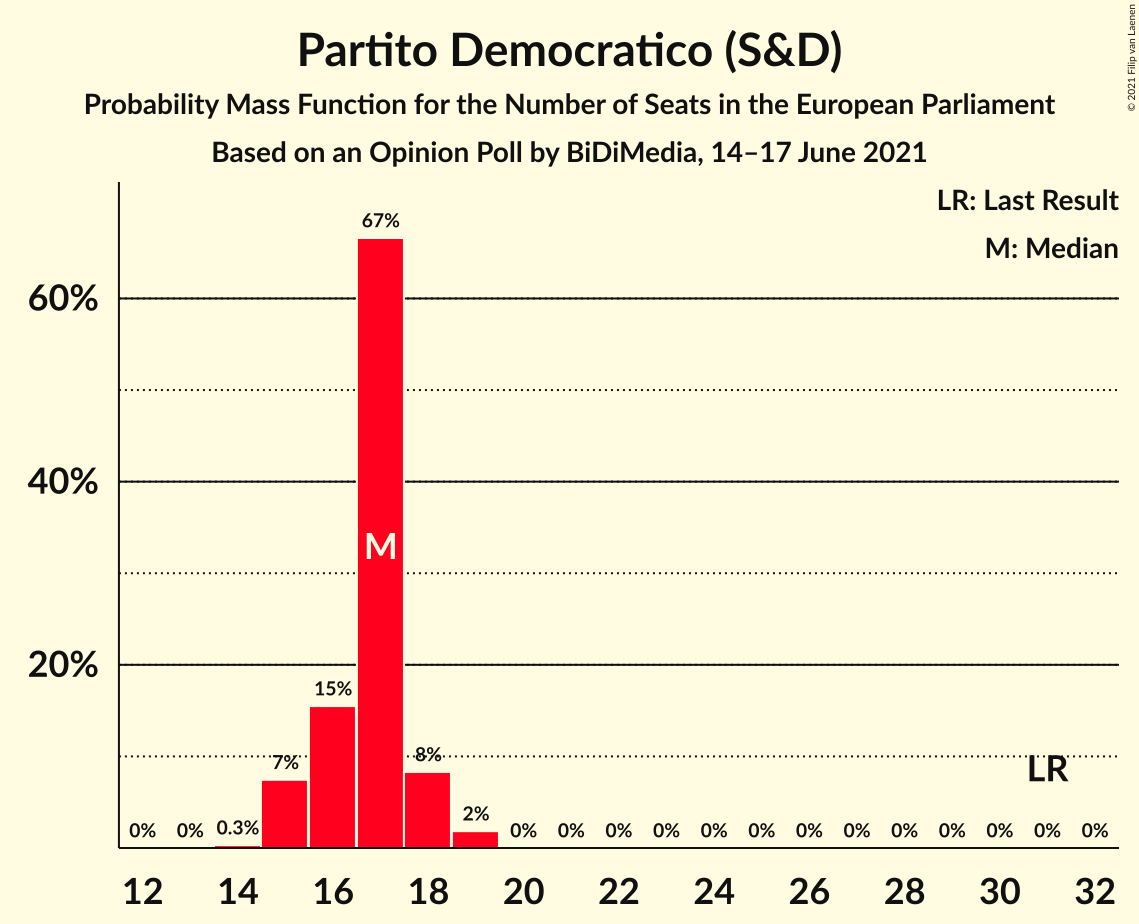 Partito Democratico (S&D)
Probability Mass Function for the Number of Seats in the European Parliament
Based on an Opinion Poll by BiDiMedia, 14–17 June 2021
© 2021 Filip van Laenen
LR: Last Result
M: Median
60%
40%
20%
0% 0% 0.3% 7% 15% 67% 8% 2% 0% 0% 0% 0% 0% 0% 0% 0% 0% 0% 0% 0% 0%
M
LR
12 14 16 18 20 22 24 26 28 30 32